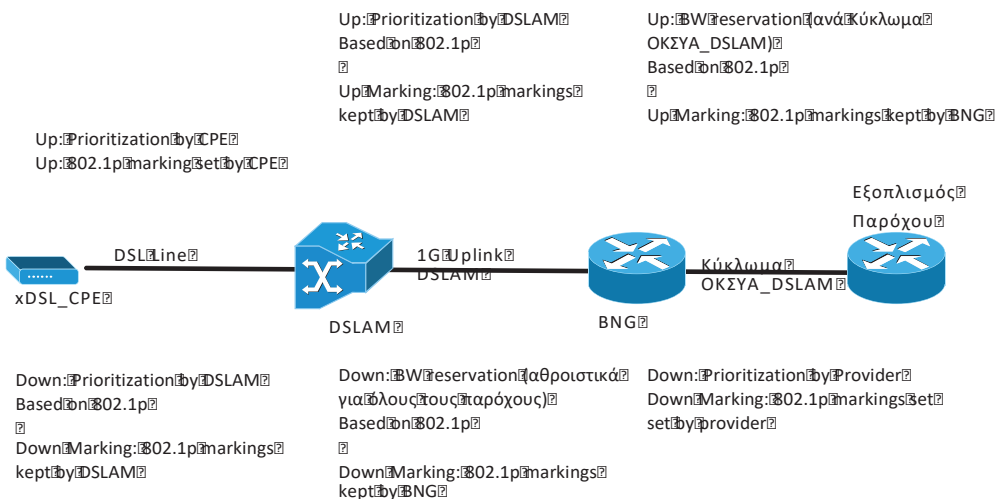 Up: Prioritization by DSLAM
Based on 802.1p
Up Marking: 802.1p markings
kept by DSLAM
Up: BW reservation (ανά Κύκλωμα
ΟΚΣΥΑ_DSLAM)
Based on 802.1p
Up Marking: 802.1p markings kept by BNG
Up: Prioritization by CPE
Up: 802.1p marking set by CPE
Εξοπλισμός
Παρόχου
DSL Line
1G Uplink
DSLAM
Κύκλωμα
ΟΚΣΥΑ_DSLAM
xDSL_CPE
DSLAM
BNG
Down: Prioritization by DSLAM
Based on 802.1p
Down Marking: 802.1p markings
kept by DSLAM
Down: BW reservation (αθροιστικά
για όλους τους παρόχους)
Based on 802.1p
Down Marking: 802.1p markings
kept by BNG
Down: Prioritization by Provider
Down Marking: 802.1p markings set
set by provider